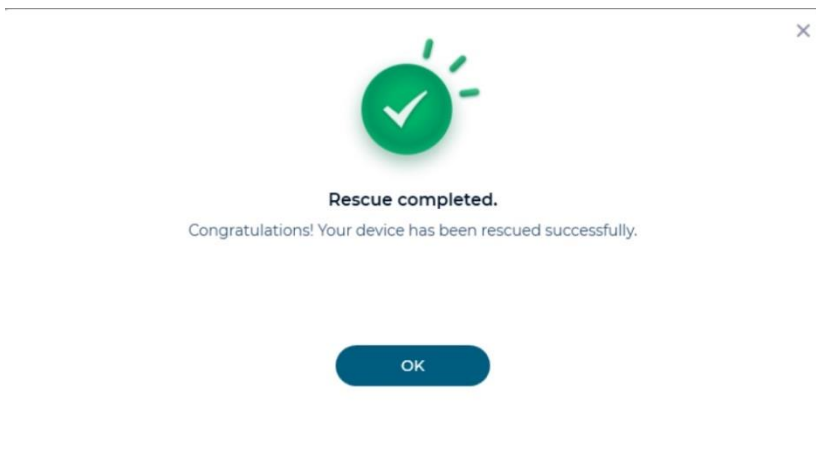 Rescue completed.
Congratulations! Your device has been rescued successfully.
OK